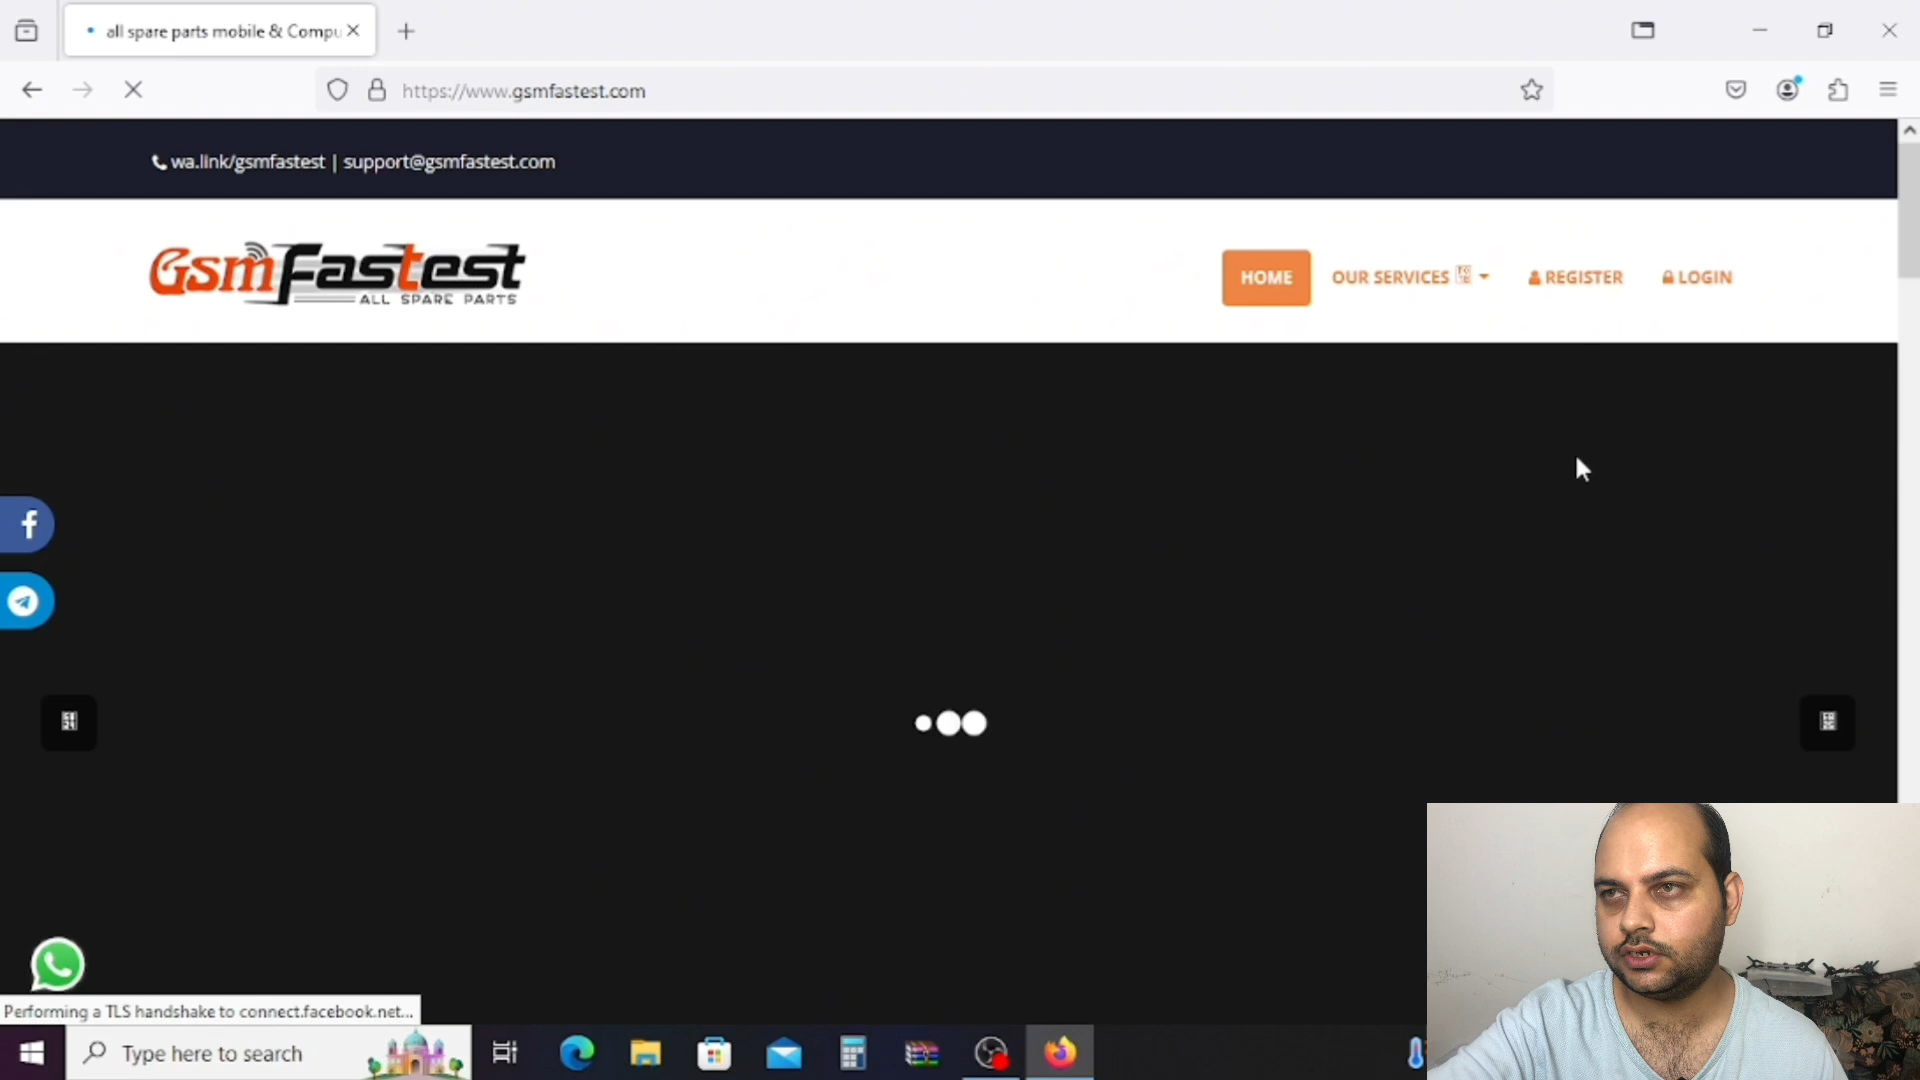 all spare parts mobile & Compu
https://www.gsmfastest.com
wa.link/gsmfastest | support@gsmfastest.com
GsmFastest
ALL SPARE PARTS
HOME
OUR SERVICES
REGISTER
LOGIN
Performing a TLS handshake to connect.facebook.net...
Type here to search